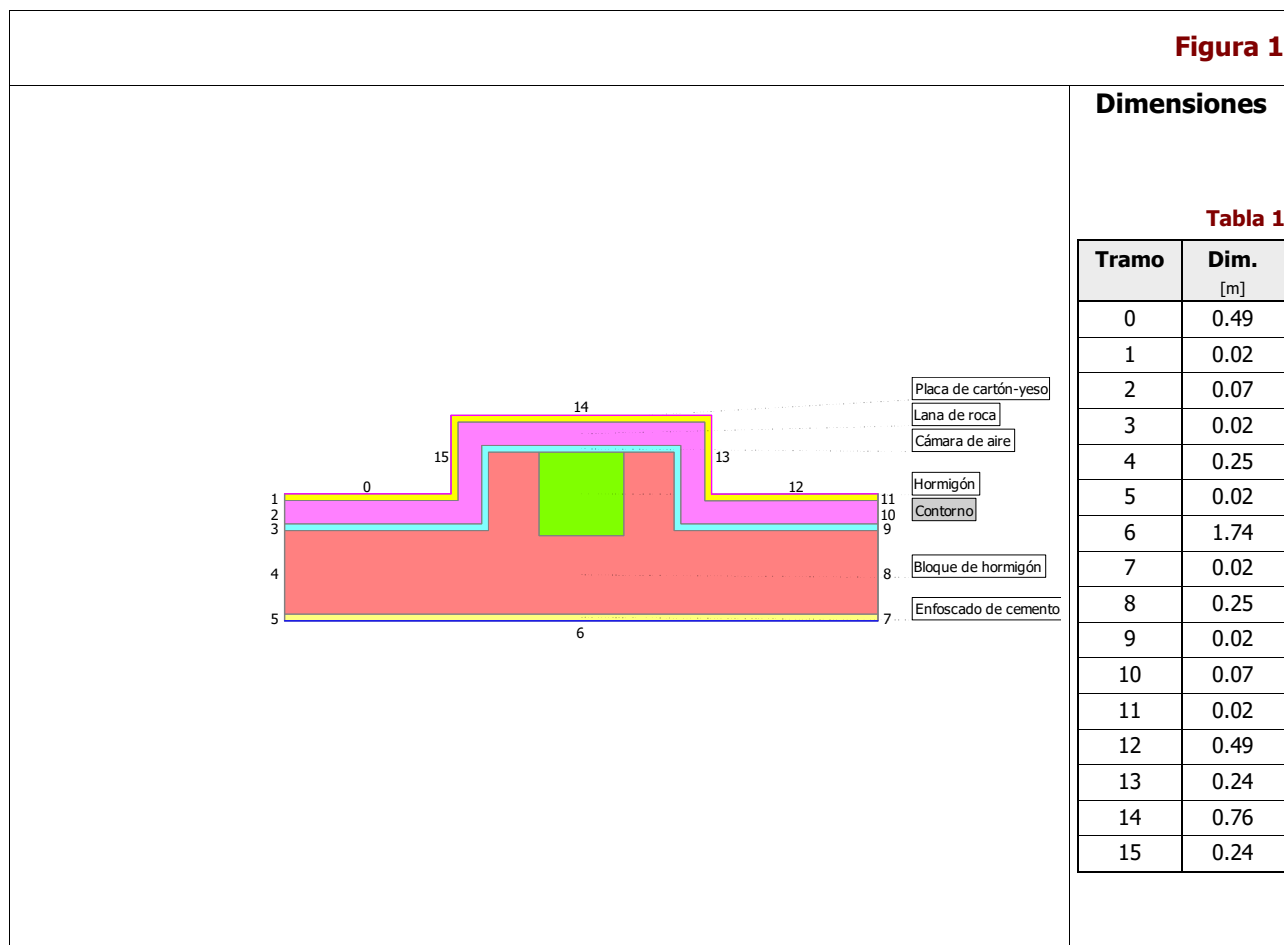 Figura 1
Dimensiones
Tabla 1
Tramo Dim.
[m]
0 0.49
1 0.02
2 0.07
3 0.02
4 0.25
5 0.02
6 1.74
7 0.02
8 0.25
9 0.02
10 0.07
11 0.02
12 0.49
13 0.24
14 0.76
15 0.24
14
Placa de cartón-yeso
Lana de roca
Cámara de aire
15
13
0
12
Hormigón
1
11
Contorno
2
10
3
9
4
8
Bloque de hormigón
5
7
Enfoscado de cemento
6